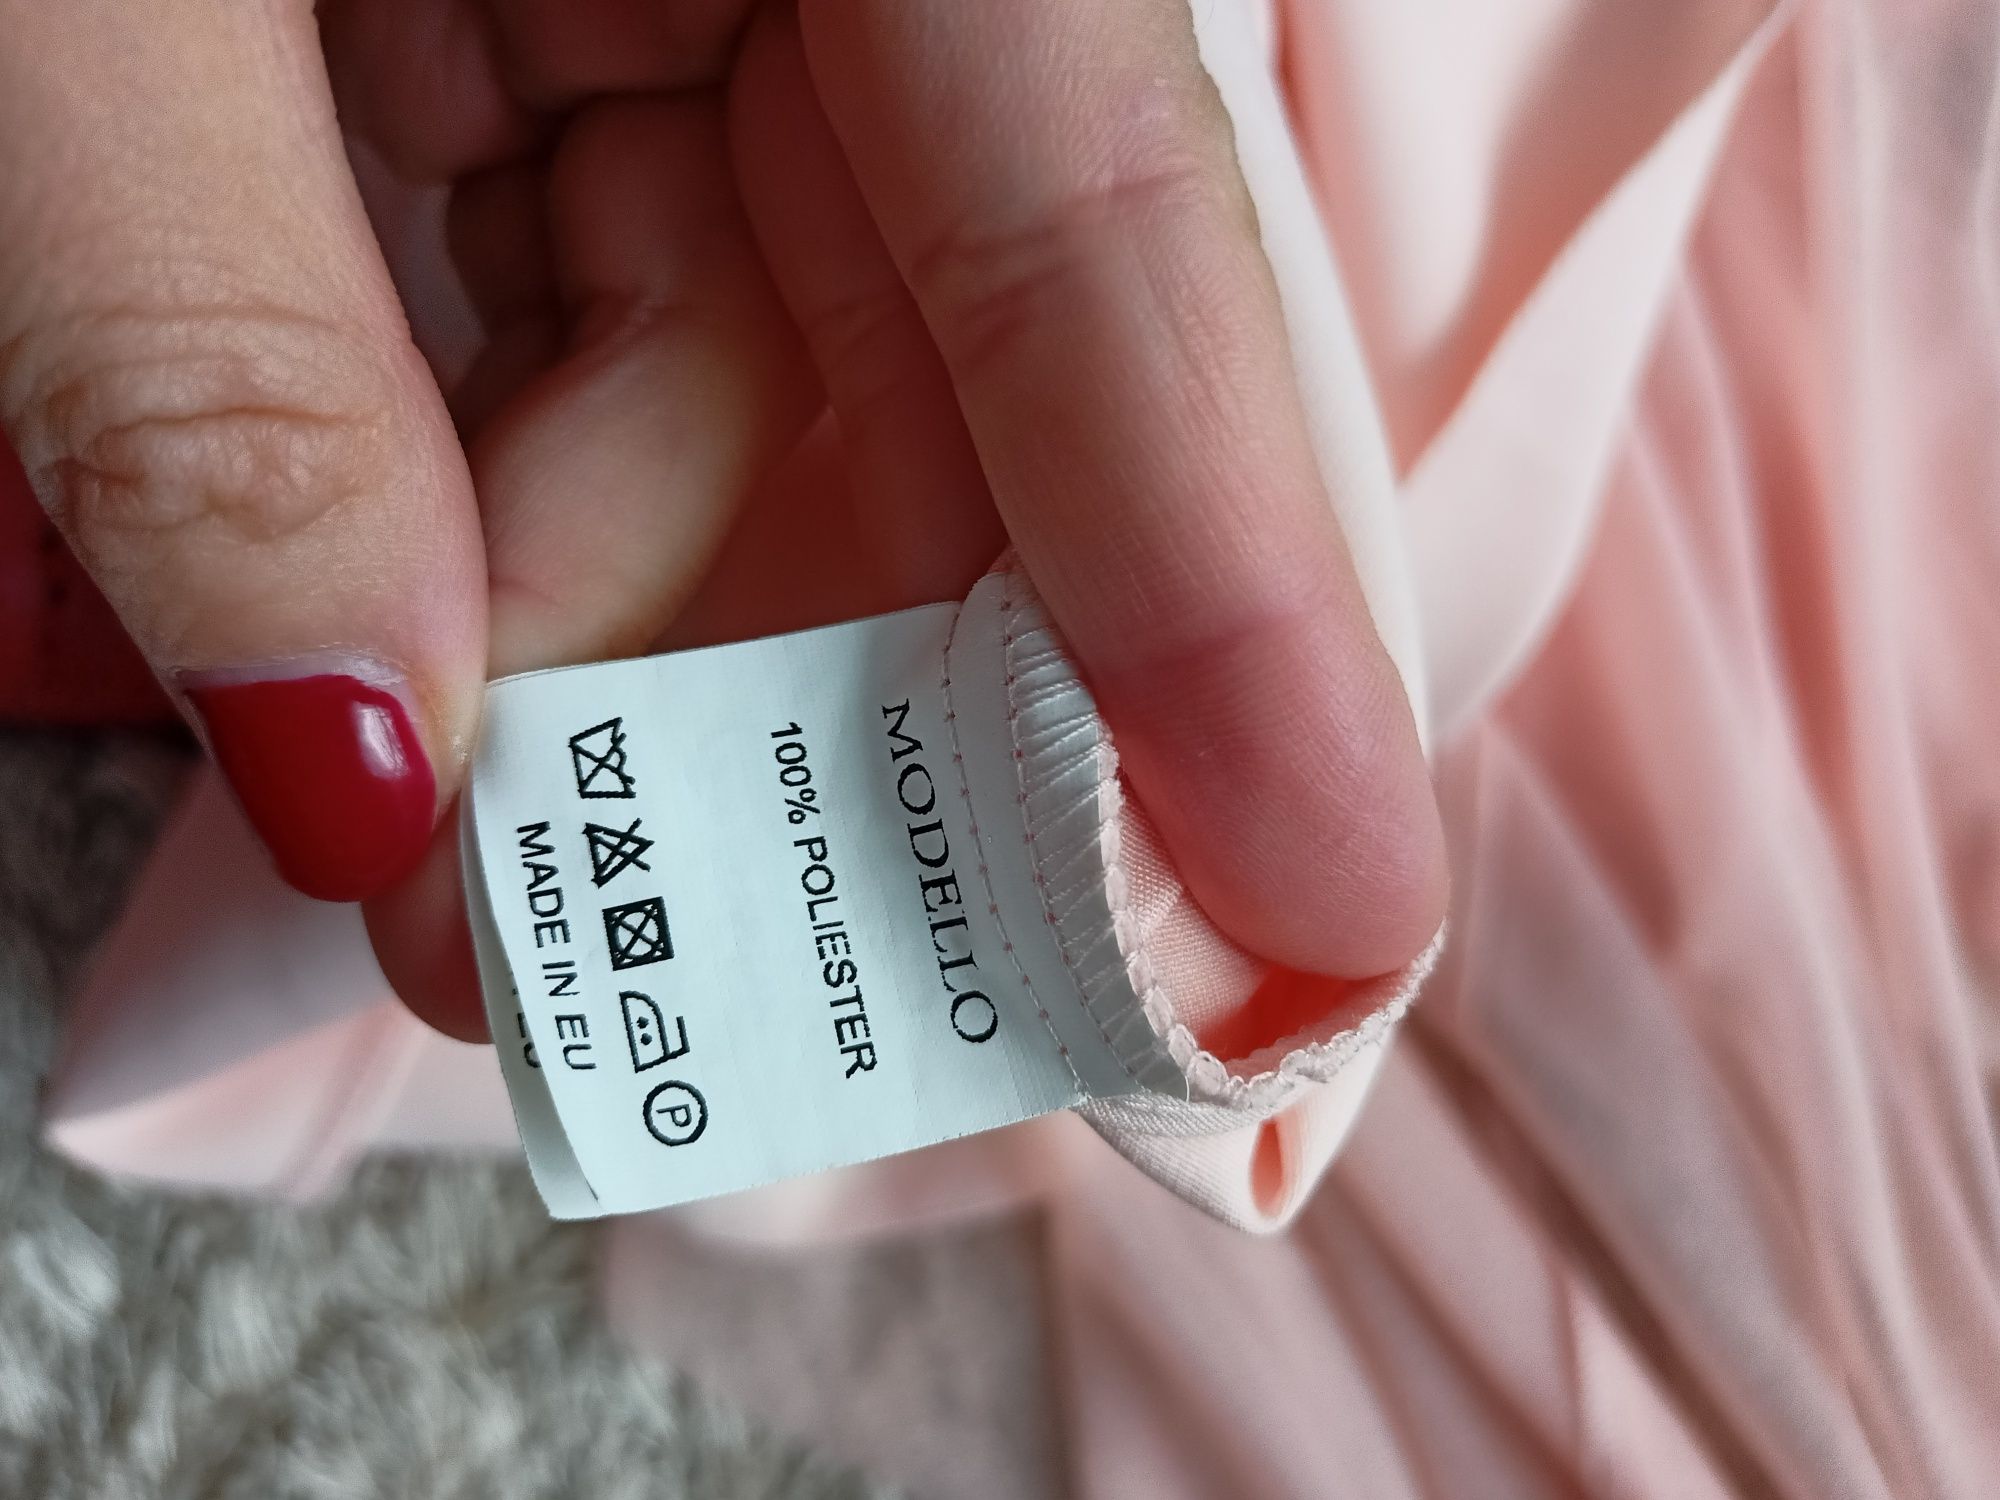 MODELLO
100% POLIESTER
P
MADE IN EU